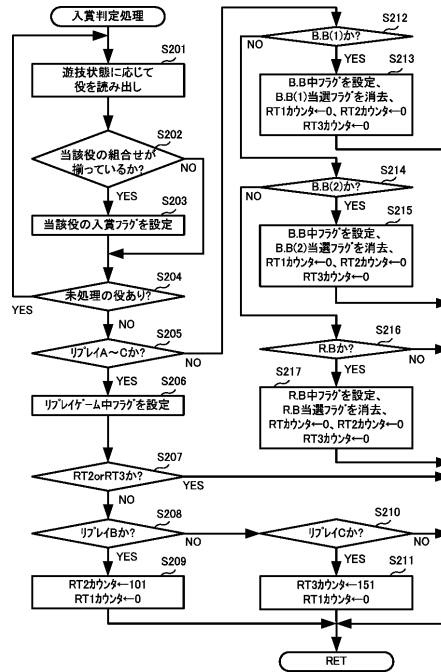 入賞判定処理
S201
遊技状態に応じて
役を読み出し
S202
当該役の組合せが
揃っているか?
NO
YES
S203
当該役の入賞フラグを設定
S204
未処理の役あり?
YES
NO
S205
リプレイA～Cか?
NO
YES
S206
リプレイゲーム中フラグを設定
S207
RT2orRT3か?
YES
NO
S208
リプレイBか?
NO
YES
S209
RT2カウンタ←101
RT1カウンタ←0
S210
リプレイCか?
NO
YES
S211
RT3カウンタ←151
RT1カウンタ←0
S212
B.B(1)か?
NO
YES
S213
B.B中フラグを設定、
B.B(1)当選フラグを消去、
RT1カウンタ←0、RT2カウンタ←0
RT3カウンタ←0
S214
B.B(2)か?
NO
YES
S215
B.B中フラグを設定、
B.B(2)当選フラグを消去、
RT1カウンタ←0、RT2カウンタ←0
RT3カウンタ←0
S216
R.Bか?
NO
YES
S217
R.B中フラグを設定、
R.B当選フラグを消去、
RTカウンタ←0、RT2カウンタ←0
RT3カウンタ←0
RET